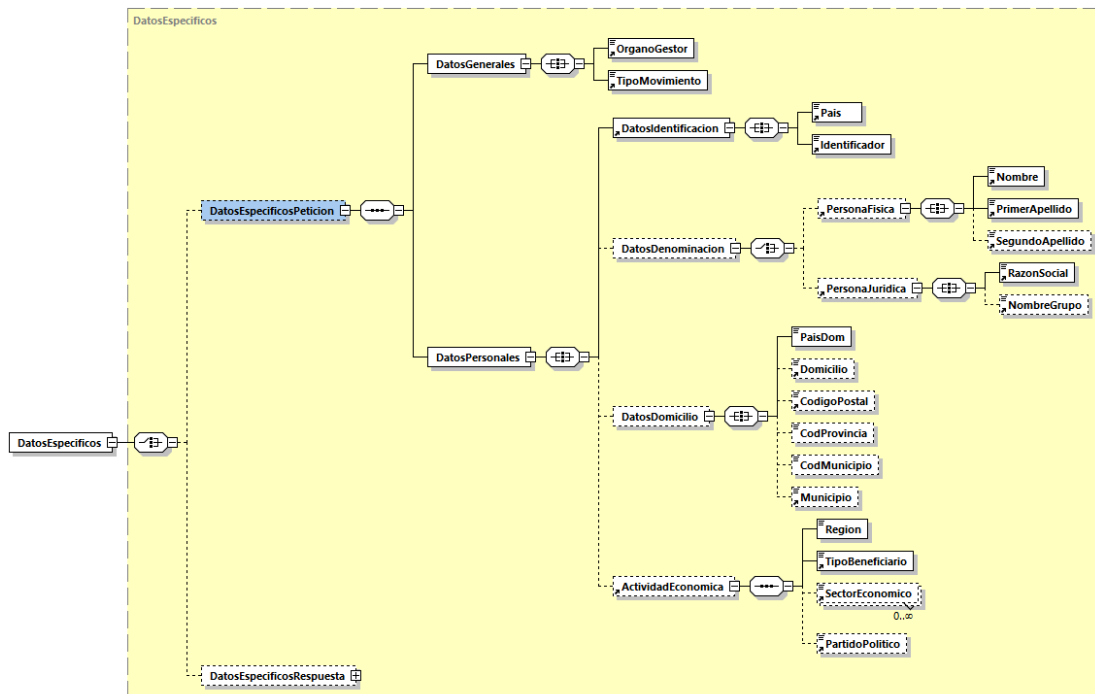 DatosEspecificos
OrganoGestor
DatosGenerales
TipoMovimiento
Pais
DatosIdentificacion
Identificador
Nombre
DatosEspecificosPeticion
PersonaFisica
PrimerApellido
SegundoApellido
DatosDenominacion
RazonSocial
PersonaJuridica
NombreGrupo
PaisDom
DatosPersonales
Domicilio
CodigoPostal
DatosDomicilio
CodProvincia
DatosEspecificos
CodMunicipio
Municipio
Region
TipoBeneficiario
ActividadEconomica
SectorEconomico
0..∞
PartidoPolitico
DatosEspecificosRespuesta